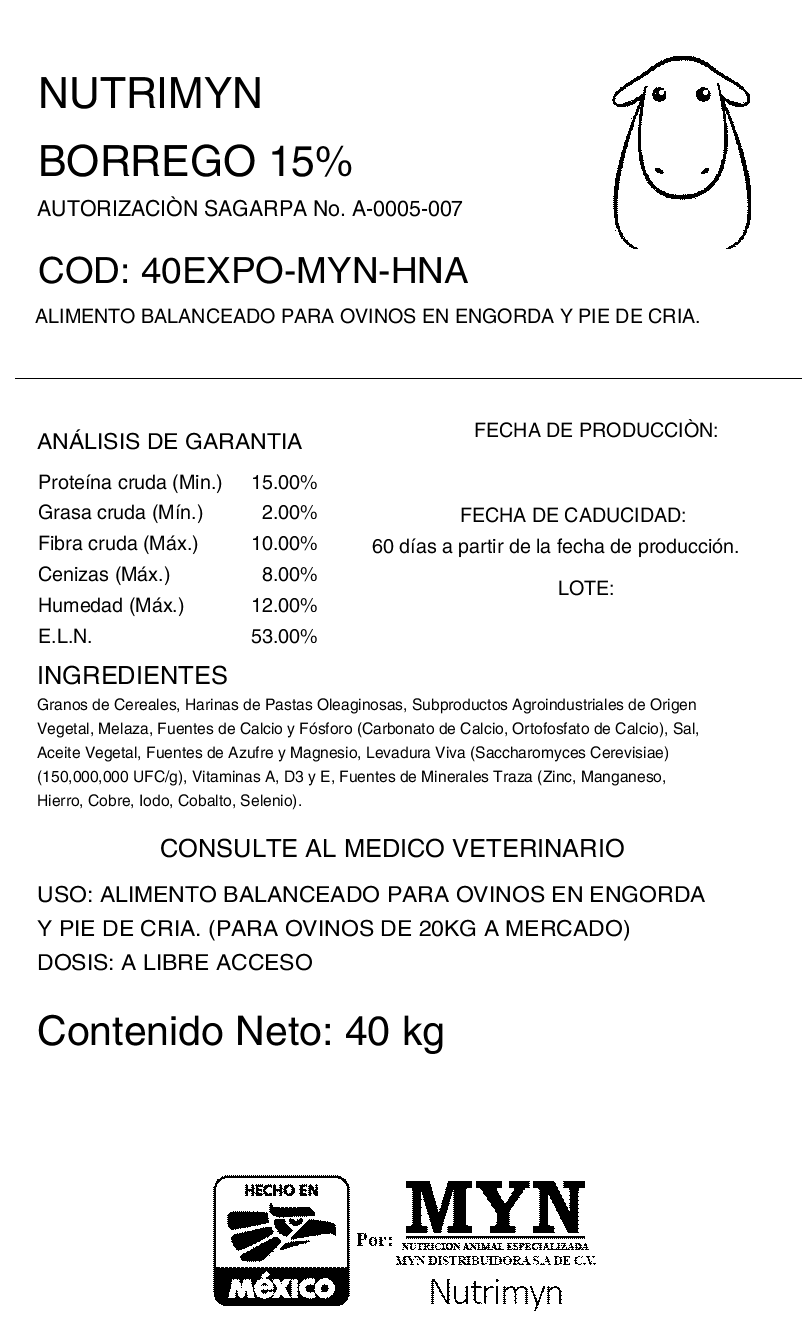 NUTRIMYN
BORREGO 15%
AUTORIZACIÒN SAGARPA No. A-0005-007
COD: 40EXPO-MYN-HNA
ALIMENTO BALANCEADO PARA OVINOS EN ENGORDA Y PIE DE CRIA.
ANÁLISIS DE GARANTIA
Proteína cruda (Min.) 15.00%
Grasa cruda (Mín.) 2.00%
Fibra cruda (Máx.) 10.00%
Cenizas (Máx.) 8.00%
Humedad (Máx.) 12.00%
E.L.N. 53.00%
FECHA DE PRODUCCIÒN:
FECHA DE CADUCIDAD:
60 días a partir de la fecha de producción.
LOTE:
INGREDIENTES
Granos de Cereales, Harinas de Pastas Oleaginosas, Subproductos Agroindustriales de Origen
Vegetal, Melaza, Fuentes de Calcio y Fósforo (Carbonato de Calcio, Ortofosfato de Calcio), Sal,
Aceite Vegetal, Fuentes de Azufre y Magnesio, Levadura Viva (Saccharomyces Cerevisiae)
(150,000,000 UFC/g), Vitaminas A, D3 y E, Fuentes de Minerales Traza (Zinc, Manganeso,
Hierro, Cobre, Iodo, Cobalto, Selenio).
CONSULTE AL MEDICO VETERINARIO
USO: ALIMENTO BALANCEADO PARA OVINOS EN ENGORDA
Y PIE DE CRIA. (PARA OVINOS DE 20KG A MERCADO)
DOSIS: A LIBRE ACCESO
Contenido Neto: 40 kg
HECHO EN
México
Por:
MYN
NUTRICION ANIMAL ESPECIALIZADA
MYN DISTRIBUIDORA S.A DE C.V.
Nutrimyn